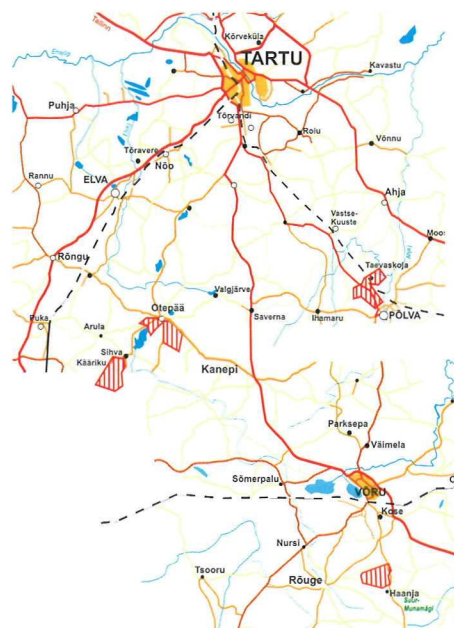 Tallinn
Kõrveküla
Emajõgi
TARTU
Kavastu
Puhja
Tõrvandi
Roiu
Võnnu
Tõravere
Nõo
Rannu
ELVA
Ahja
Vastse-
Kuuste
Moos
Rõngu
Taevaskoja
Valgjärve
Otepää
Saverna
Ihamaru
PÕLVA
Puka
Arula
Sihva
Kääriku
Kanepi
Parksepa
Väimela
Sõmerpalu
VÕRU
Kose
Nursi
Tsooru
Rõuge
Haanja
Suur-
Munamägi